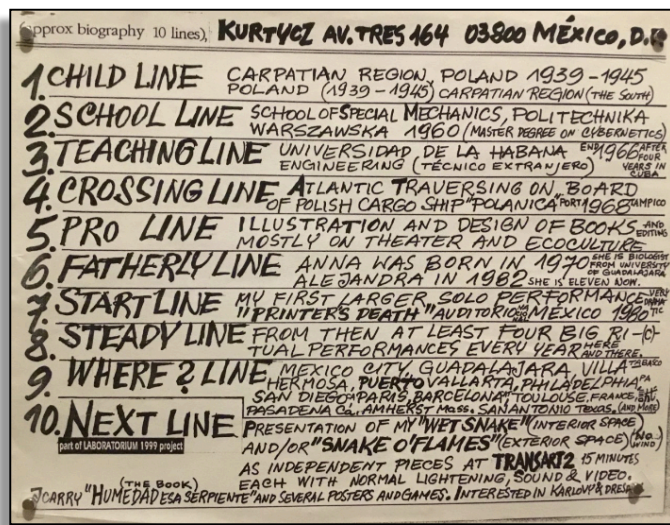 (approx biography 10 lines), KURTYCZ AV. TRES 164 03800 MÉXICO, D.F.
1. CHILD LINE CARPATIAN REGION, POLAND 1939-1945
POLAND (1939-1945) CARPATIAN REGION (THE SOUTH)
2. SCHOOL LINE SCHOOL OF SPECIAL MECHANICS, POLITECHNIKA
WARSZAWSKA 1960 (MASTER DEGREE ON CYBERNETICS)
3. TEACHING LINE UNIVERSIDAD DE LA HABANA END 1966 AFTER FOUR YEARS IN CUBA
ENGINEERING (TÉCNICO EXTRANJERO)
4. CROSSING LINE ATLANTIC TRAVERSING ON BOARD
OF POLISH CARGO SHIP "POLANICA" PORT 1968 TAMPICO
5. PRO LINE ILLUSTRATION AND DESIGN OF BOOKS AND EDITING
MOSTLY ON THEATER AND ECOCULTURE
6. FATHERLY LINE ANNA WAS BORN IN 1970 SHE IS BIOLOGIST FROM UNIVERSITY OF GUADALAJARA
ALEJANDRA IN 1982 SHE IS ELEVEN NOW.
7. START LINE MY FIRST LARGER, SOLO PERFORMANCE VERY DRAMATIC
"PRINTER'S DEATH" AUDITORIO NACIONAL MÉXICO 1980
8. STEADY LINE FROM THEN AT LEAST FOUR BIG RI-(C)-
TUAL PERFORMANCES EVERY YEAR HERE AND THERE.
9. WHERE? LINE MEXICO CITY, GUADALAJARA, VILLA TABASCO
HERMOSA, PUERTO VALLARTA, PHILADELPHIA PA
SAN DIEGO PARIS, BARCELONA TOULOUSE, FRANCE,
PASADENA Ca, AMHERST MASS. SAN ANTONIO TEXAS. (AND MORE)
10. NEXT LINE PRESENTATION OF MY "WET SNAKE" (INTERIOR SPACE)
part of LABORATORIUM 1999 project
AND/OR "SNAKE O'FLAMES" (EXTERIOR SPACE) (NO WIND)
AS INDEPENDENT PIECES AT TRANSART2 15 MINUTES
EACH WITH NORMAL LIGHTENING, SOUND & VIDEO.
(THE BOOK)
I CARRY "HUMEDAD ESA SERPIENTE" AND SEVERAL POSTERS AND GAMES. INTERESTED IN KARLOVY &